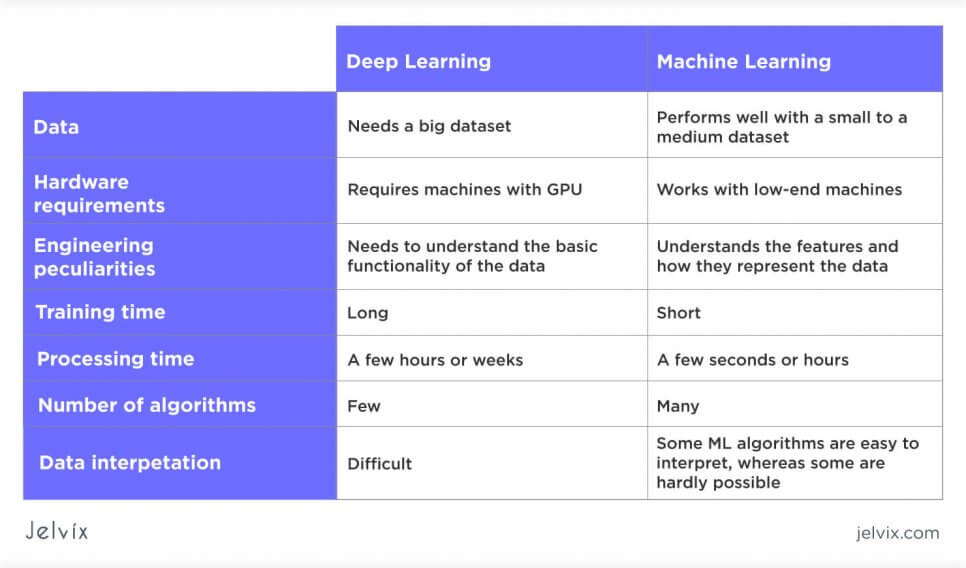 Deep Learning
Machine Learning
Data
Needs a big dataset
Performs well with a small to a
medium dataset
Hardware
requirements
Requires machines with GPU
Works with low-end machines
Engineering
peculiarities
Needs to understand the basic
functionality of the data
Understands the features and
how they represent the data
Training time
Long
Short
Processing time
A few hours or weeks
A few seconds or hours
Number of algorithms
Few
Many
Data interpetation
Difficult
Some ML algorithms are easy to
interpret, whereas some are
hardly possible
Jelvix
jelvix.com